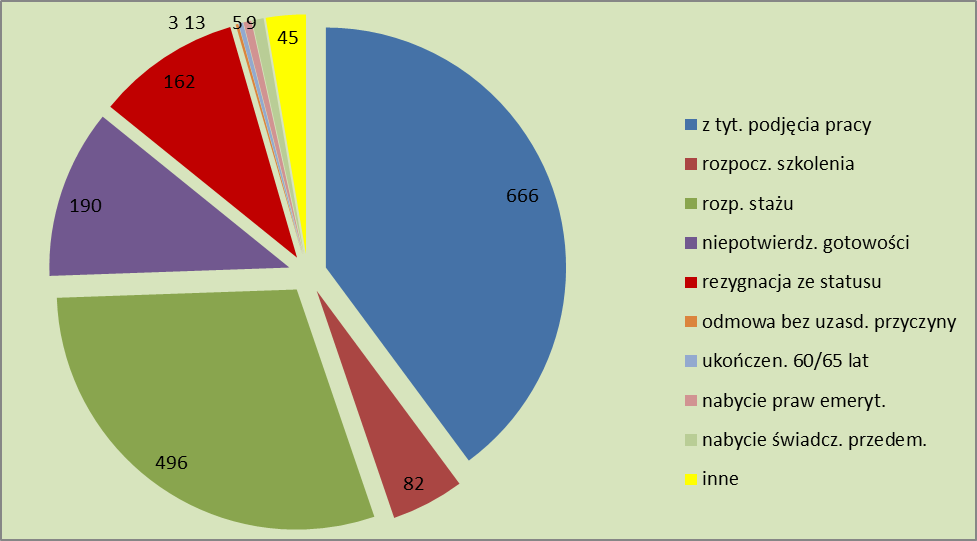 3 13 5 9
45
162
666
190
496
82
z tyt. podjęcia pracy
rozpocz. szkolenia
rozp. stażu
niepotwierdz. gotowości
rezygnacja ze statusu
odmowa bez uzasd. przyczyny
ukończen. 60/65 lat
nabycie praw emeryt.
nabycie świadcz. przedem.
inne